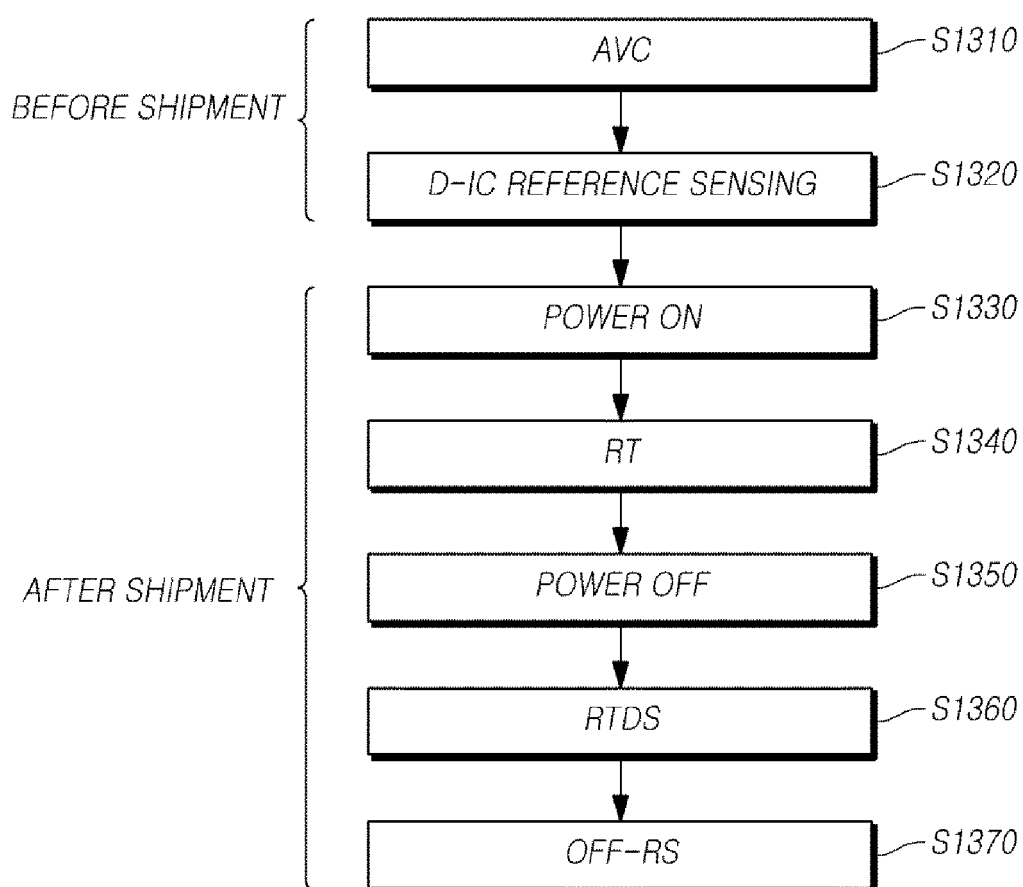 AVC
S1310
BEFORE SHIPMENT
D-IC REFERENCE SENSING
S1320
POWER ON
S1330
RT
S1340
AFTER SHIPMENT
POWER OFF
S1350
RTDS
S1360
OFF-RS
S1370